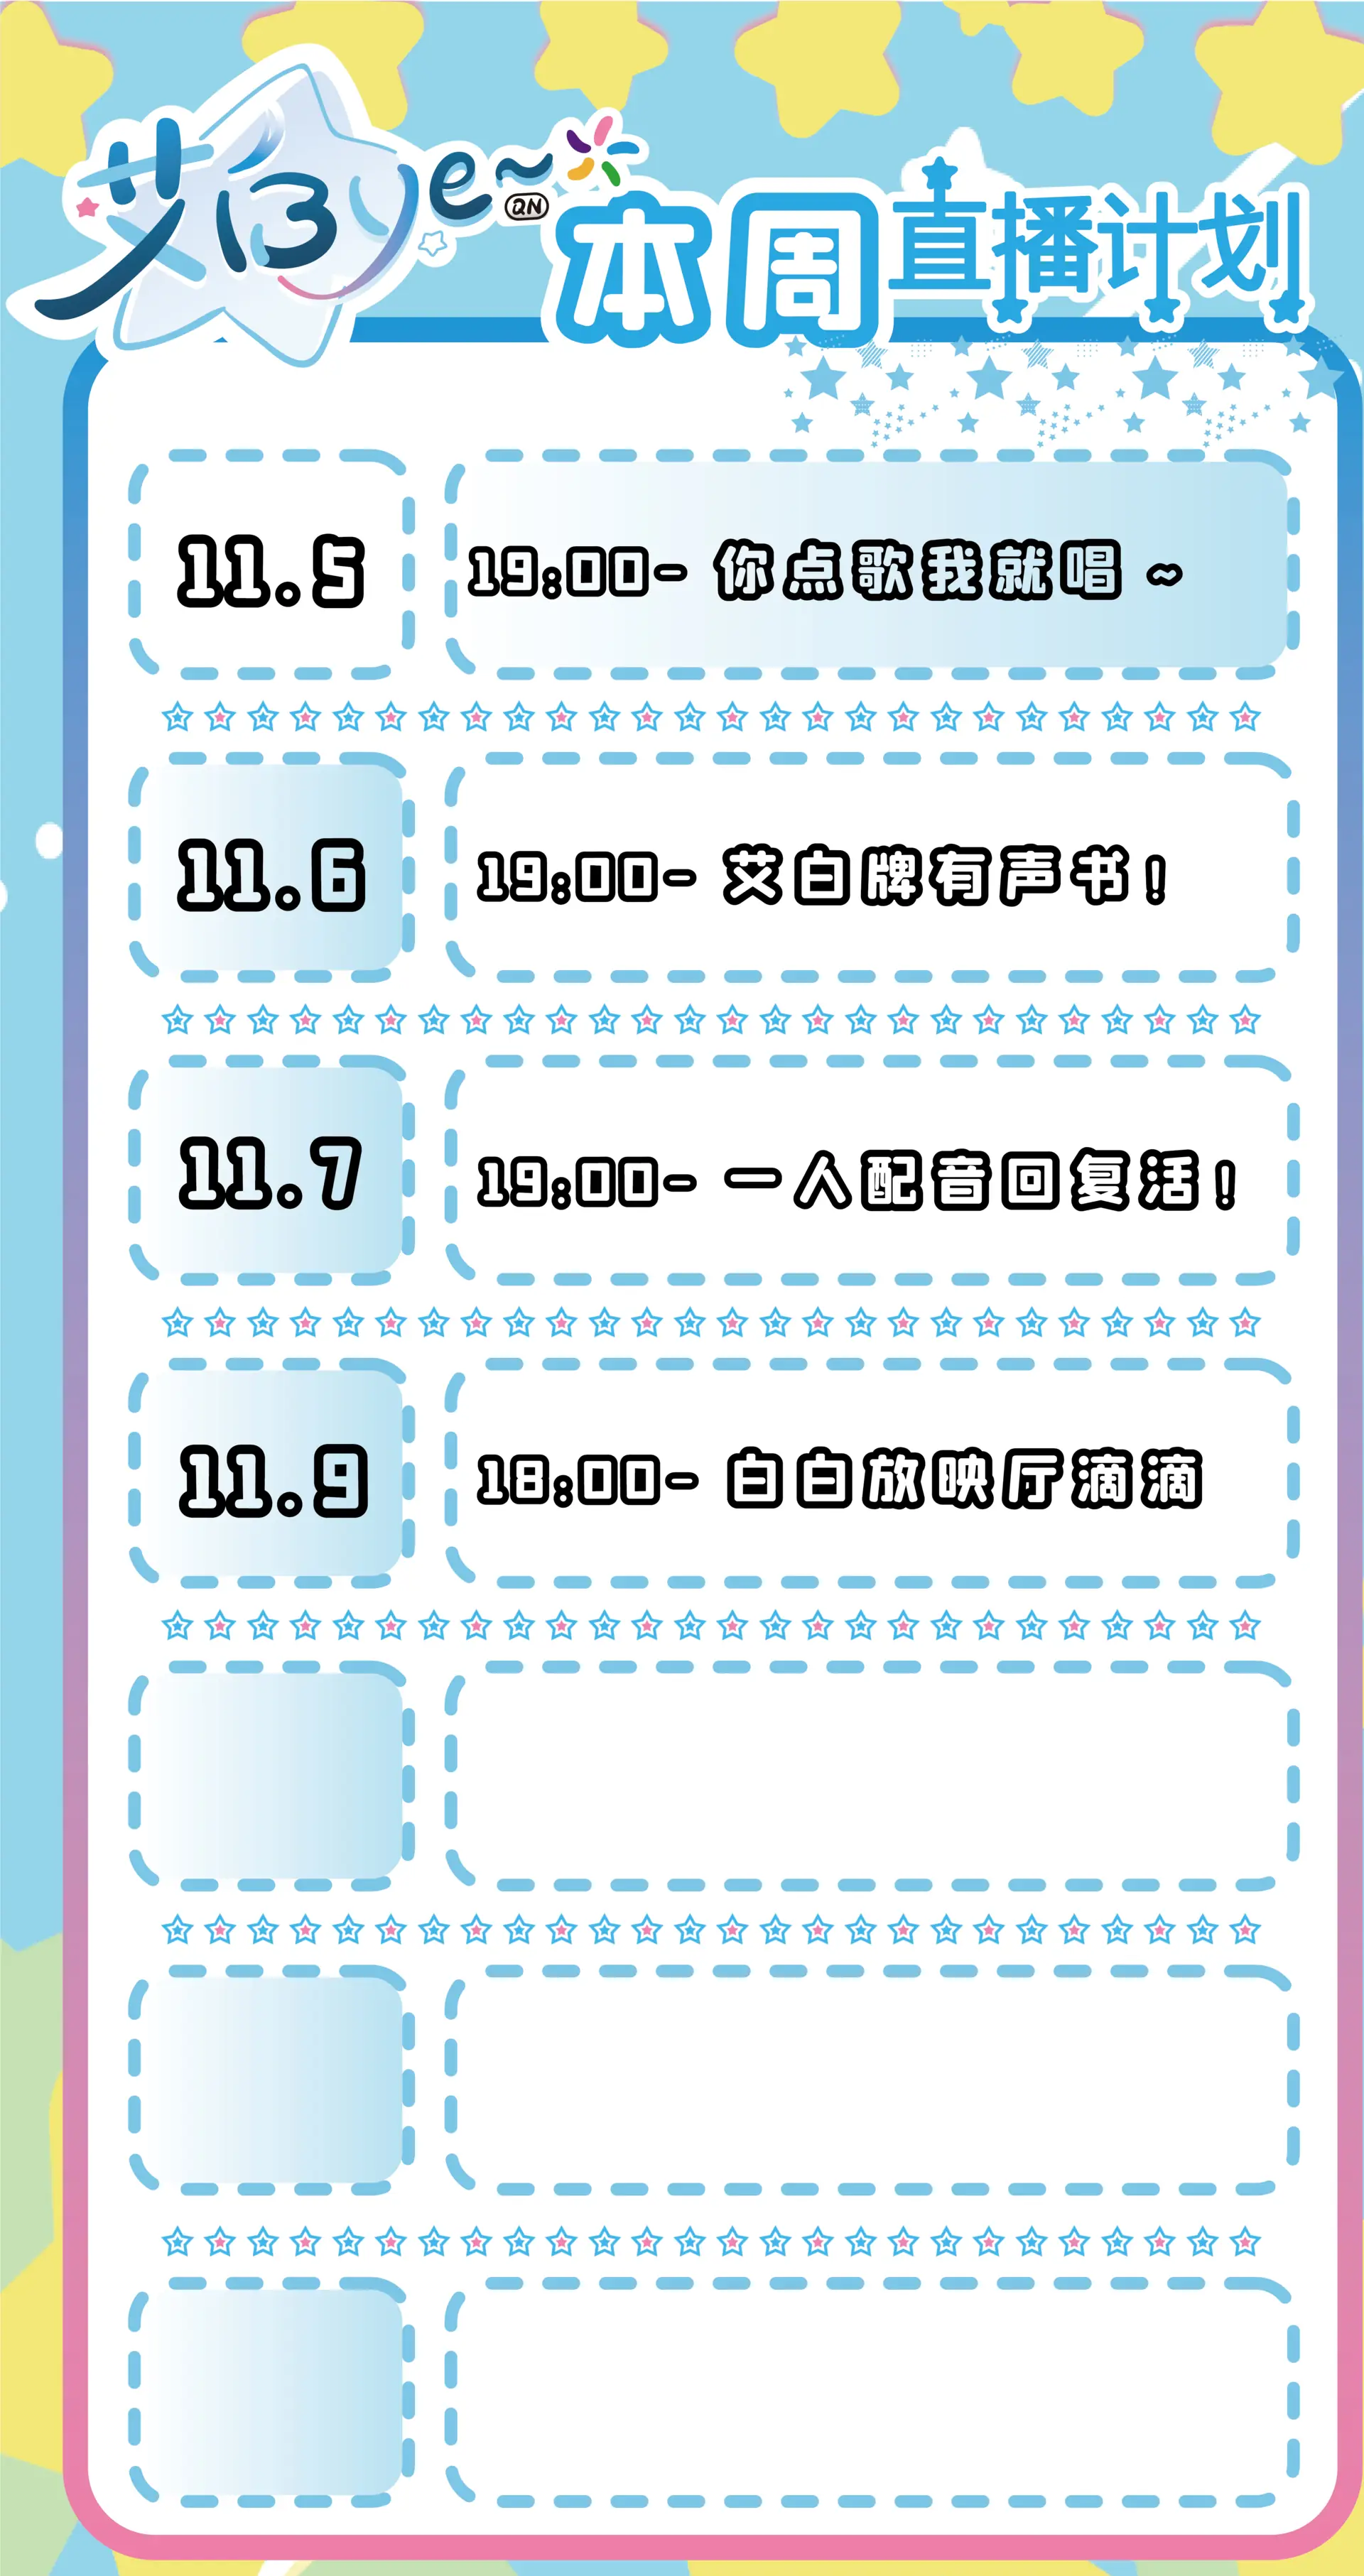 艾白ye~
QN
本周直播计划
11.5
19:00- 你点歌我就唱 ~
11.6
19:00- 艾白牌有声书!
11.7
19:00- 一人配音回复活!
11.9
18:00- 白白放映厅滴滴